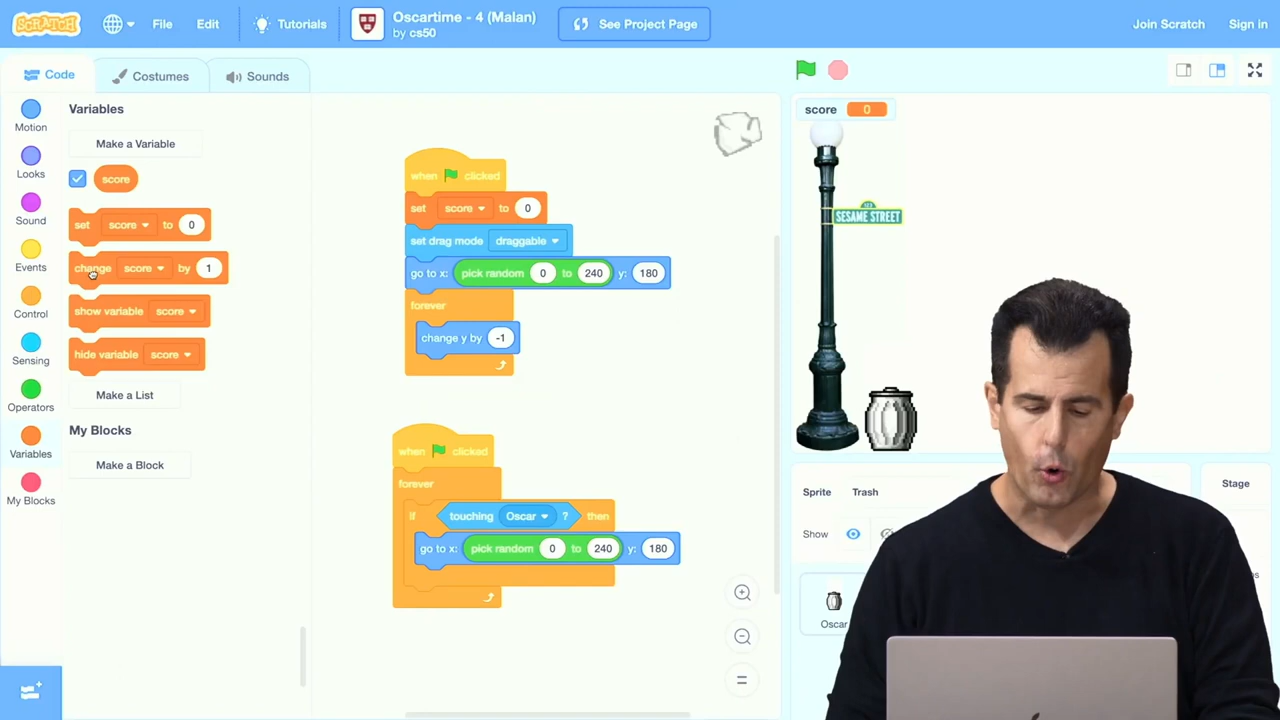 SCRATCH
File
Edit
Tutorials
Oscartime - 4 (Malan)
by cs50
See Project Page
Join Scratch
Sign in
Code
Costumes
Sounds
Motion
Looks
Sound
Events
Control
Sensing
Operators
Variables
My Blocks
Variables
Make a Variable
score
set score to 0
change score by 1
show variable score
hide variable score
Make a List
My Blocks
Make a Block
when clicked
set score to 0
set drag mode draggable
go to x: pick random 0 to 240 y: 180
forever
change y by -1
when clicked
forever
if touching Oscar ? then
go to x: pick random 0 to 240 y: 180
score 0
123
SESAME STREET
Sprite Trash
Show
Oscar
Stage